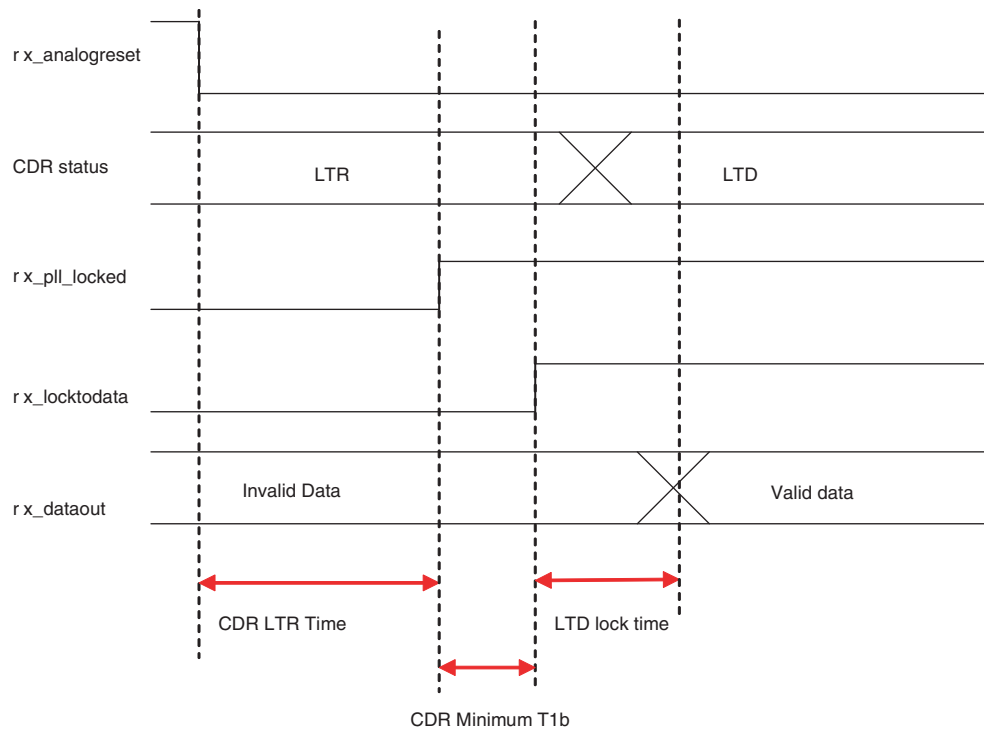 r x_analogreset
CDR status
LTR
LTD
r x_pll_locked
r x_locktodata
r x_dataout
Invalid Data
Valid data
CDR LTR Time
LTD lock time
CDR Minimum T1b